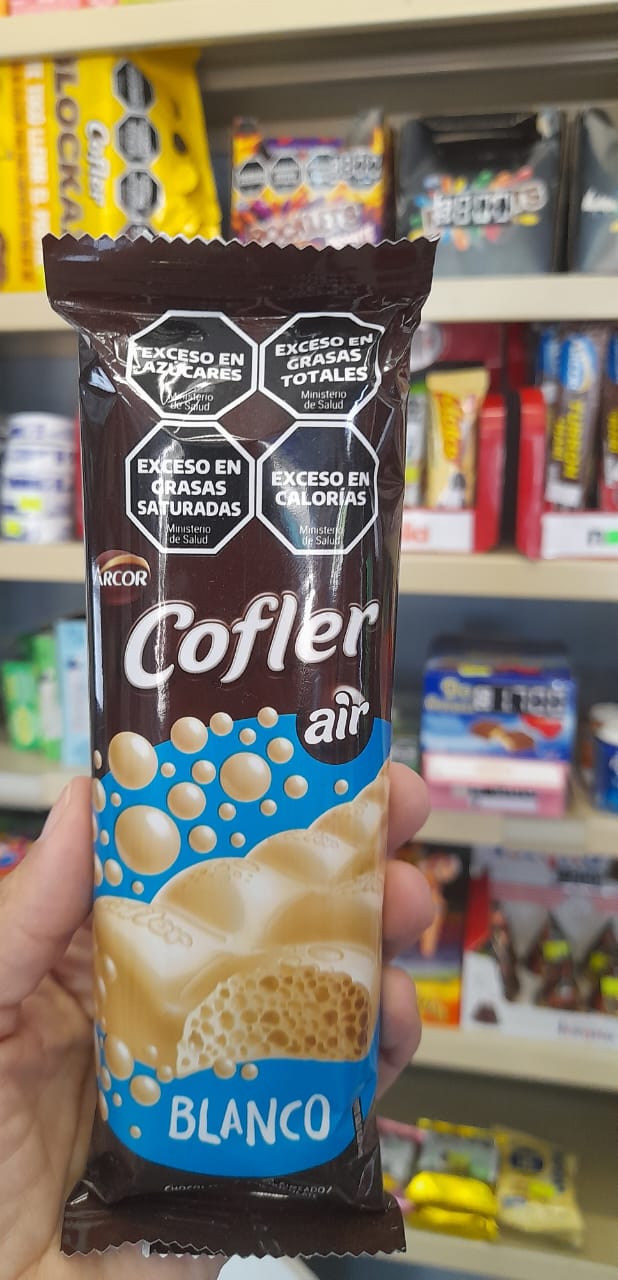 Cofler
EXCESO EN
AZÚCARES
Ministerio
de Salud
EXCESO EN
GRASAS
TOTALES
Ministerio
de Salud
EXCESO EN
GRASAS
SATURADAS
Ministerio
de Salud
EXCESO EN
CALORÍAS
Ministerio
de Salud
ARCOR
Cofler
air
BLANCO